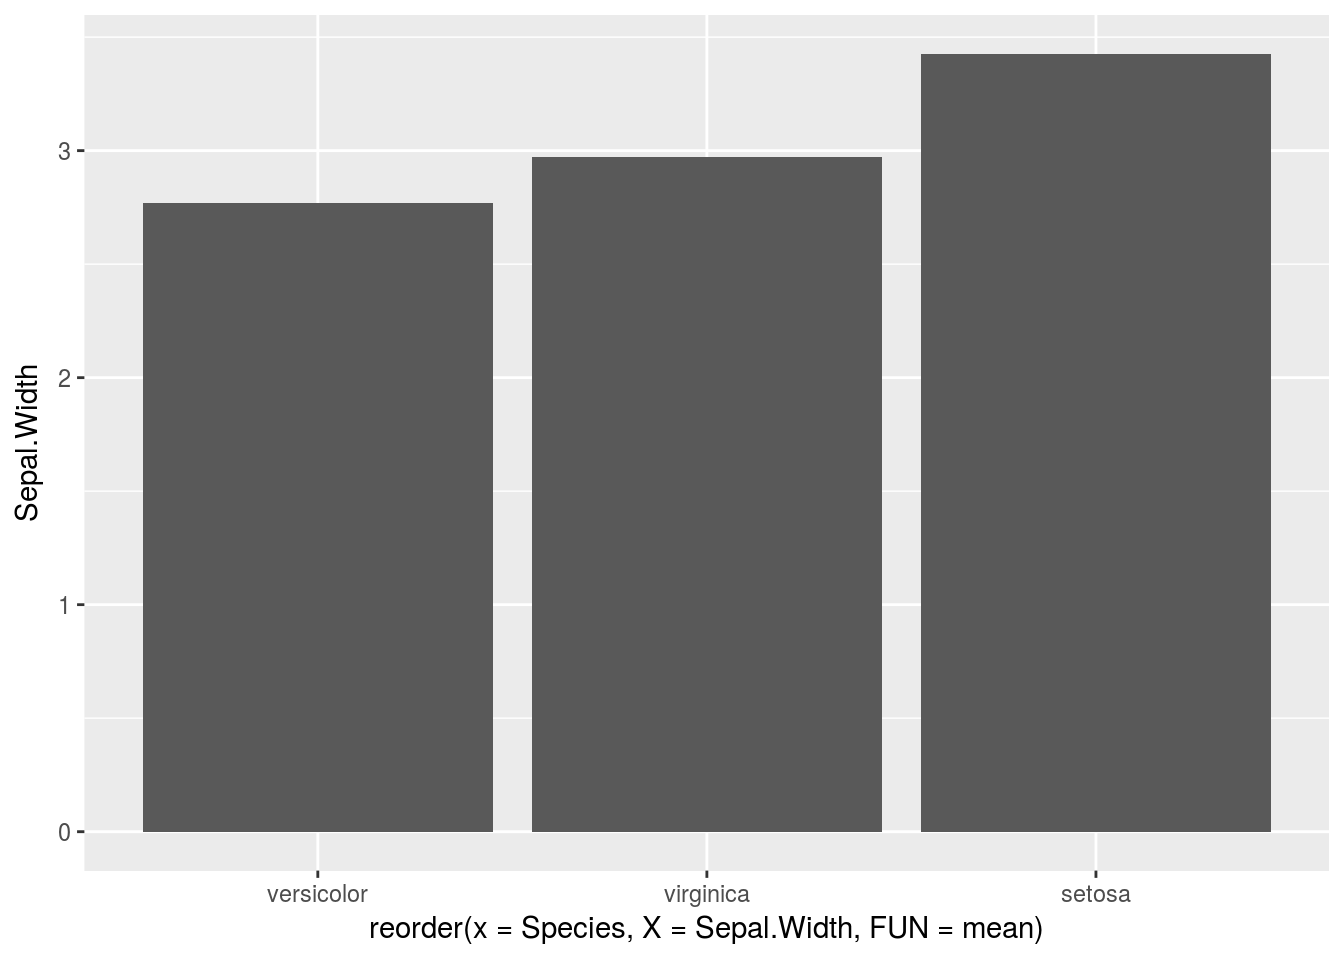 Sepal.Width
3
2
1
0
versicolor virginica setosa
reorder(x = Species, X = Sepal.Width, FUN = mean)